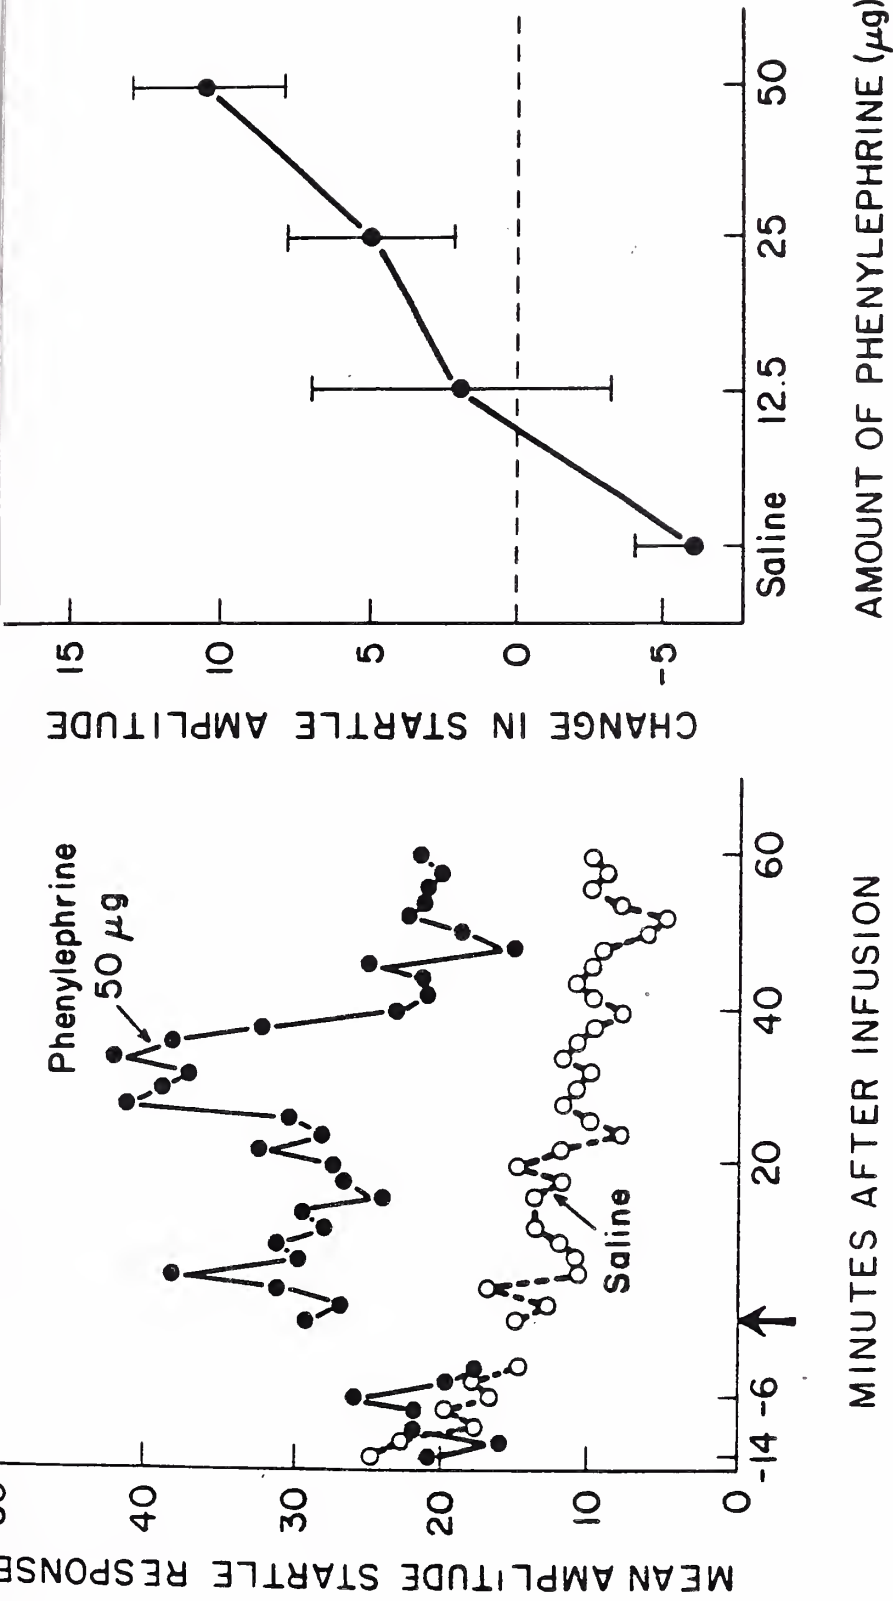 MEAN AMPLITUDE STARTLE RESPONSE
40
30
20
10
0
Phenylephrine
50 μg
Saline
-14 -6 20 40 60
MINUTES AFTER INFUSION
CHANGE IN STARTLE AMPLITUDE
15
10
5
0
-5
Saline 12.5 25 50
AMOUNT OF PHENYLEPHRINE (μg)